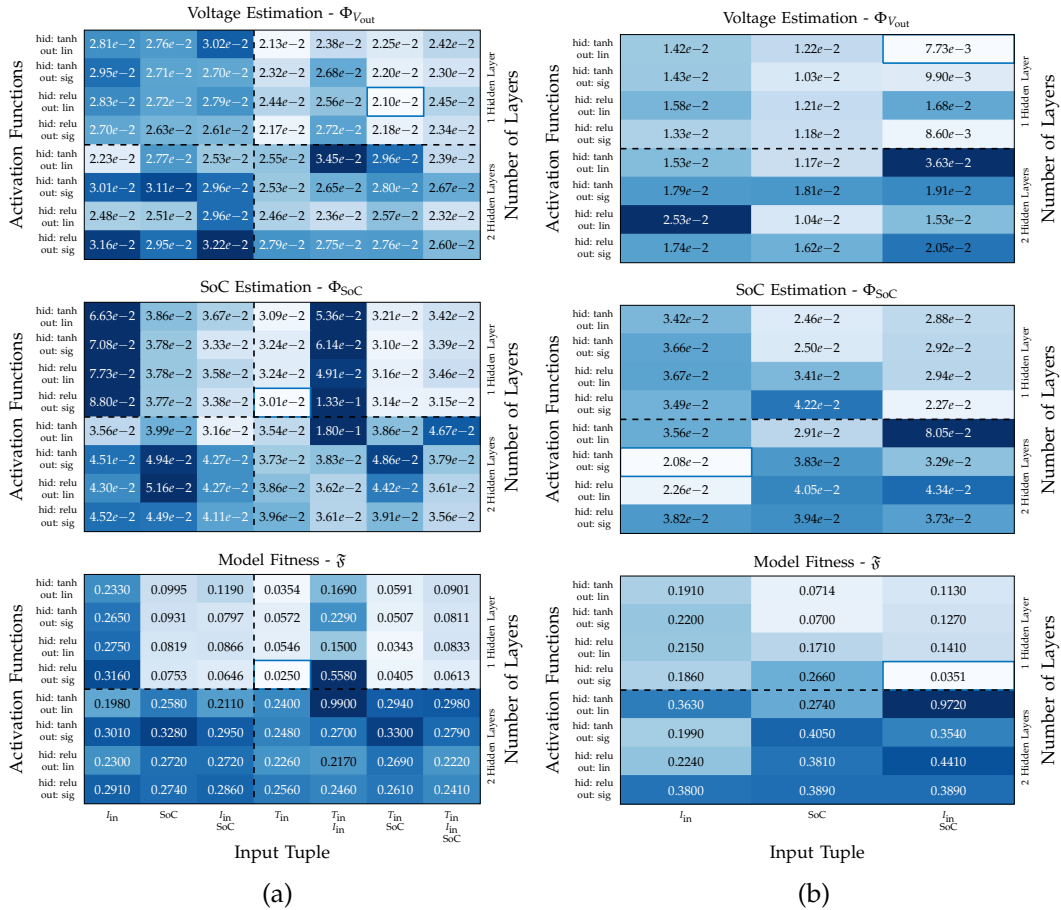 Voltage Estimation - Φ_Vout
Activation Functions
hid: tanh
out: lin
2.81e−2 2.76e−2 3.02e−2 2.13e−2 2.38e−2 2.25e−2 2.42e−2
hid: tanh
out: sig
2.95e−2 2.71e−2 2.70e−2 2.32e−2 2.68e−2 2.20e−2 2.30e−2
hid: relu
out: lin
2.83e−2 2.72e−2 2.79e−2 2.44e−2 2.56e−2 2.10e−2 2.45e−2
hid: relu
out: sig
2.70e−2 2.63e−2 2.61e−2 2.17e−2 2.72e−2 2.18e−2 2.34e−2
hid: tanh
out: lin
2.23e−2 2.77e−2 2.53e−2 2.55e−2 3.45e−2 2.96e−2 2.39e−2
hid: tanh
out: sig
3.01e−2 3.11e−2 2.96e−2 2.53e−2 2.65e−2 2.80e−2 2.67e−2
hid: relu
out: lin
2.48e−2 2.51e−2 2.96e−2 2.46e−2 2.36e−2 2.57e−2 2.32e−2
hid: relu
out: sig
3.16e−2 2.95e−2 3.22e−2 2.79e−2 2.75e−2 2.76e−2 2.60e−2
1 Hidden Layer
2 Hidden Layers
Number of Layers
SoC Estimation - Φ_SoC
Activation Functions
hid: tanh
out: lin
6.63e−2 3.86e−2 3.67e−2 3.09e−2 5.36e−2 3.21e−2 3.42e−2
hid: tanh
out: sig
7.08e−2 3.78e−2 3.33e−2 3.24e−2 6.14e−2 3.10e−2 3.39e−2
hid: relu
out: lin
7.73e−2 3.78e−2 3.58e−2 3.24e−2 4.91e−2 3.16e−2 3.46e−2
hid: relu
out: sig
8.80e−2 3.77e−2 3.38e−2 3.01e−2 1.33e−1 3.14e−2 3.15e−2
hid: tanh
out: lin
3.56e−2 3.99e−2 3.16e−2 3.54e−2 1.80e−1 3.86e−2 4.67e−2
hid: tanh
out: sig
4.51e−2 4.94e−2 4.27e−2 3.73e−2 3.83e−2 4.86e−2 3.79e−2
hid: relu
out: lin
4.30e−2 5.16e−2 4.27e−2 3.86e−2 3.62e−2 4.42e−2 3.61e−2
hid: relu
out: sig
4.52e−2 4.49e−2 4.11e−2 3.96e−2 3.61e−2 3.91e−2 3.56e−2
1 Hidden Layer
2 Hidden Layers
Number of Layers
Model Fitness - 𝔉
Activation Functions
hid: tanh
out: lin
0.2330 0.0995 0.1190 0.0354 0.1690 0.0591 0.0901
hid: tanh
out: sig
0.2650 0.0931 0.0797 0.0572 0.2290 0.0507 0.0811
hid: relu
out: lin
0.2750 0.0819 0.0866 0.0546 0.1500 0.0343 0.0833
hid: relu
out: sig
0.3160 0.0753 0.0646 0.0250 0.5580 0.0405 0.0613
hid: tanh
out: lin
0.1980 0.2580 0.2110 0.2400 0.9900 0.2940 0.2980
hid: tanh
out: sig
0.3010 0.3280 0.2950 0.2480 0.2700 0.3300 0.2790
hid: relu
out: lin
0.2300 0.2720 0.2720 0.2260 0.2170 0.2690 0.2220
hid: relu
out: sig
0.2910 0.2740 0.2860 0.2560 0.2460 0.2610 0.2410
1 Hidden Layer
2 Hidden Layers
Number of Layers
I_in SoC I_in T_in T_in T_in T_in
SoC I_in SoC I_in
SoC
Input Tuple
(a)
Voltage Estimation - Φ_Vout
Activation Functions
hid: tanh
out: lin
1.42e−2 1.22e−2 7.73e−3
hid: tanh
out: sig
1.43e−2 1.03e−2 9.90e−3
hid: relu
out: lin
1.58e−2 1.21e−2 1.68e−2
hid: relu
out: sig
1.33e−2 1.18e−2 8.60e−3
hid: tanh
out: lin
1.53e−2 1.17e−2 3.63e−2
hid: tanh
out: sig
1.79e−2 1.81e−2 1.91e−2
hid: relu
out: lin
2.53e−2 1.04e−2 1.53e−2
hid: relu
out: sig
1.74e−2 1.62e−2 2.05e−2
1 Hidden Layer
2 Hidden Layers
Number of Layers
SoC Estimation - Φ_SoC
Activation Functions
hid: tanh
out: lin
3.42e−2 2.46e−2 2.88e−2
hid: tanh
out: sig
3.66e−2 2.50e−2 2.92e−2
hid: relu
out: lin
3.67e−2 3.41e−2 2.94e−2
hid: relu
out: sig
3.49e−2 4.22e−2 2.27e−2
hid: tanh
out: lin
3.56e−2 2.91e−2 8.05e−2
hid: tanh
out: sig
2.08e−2 3.83e−2 3.29e−2
hid: relu
out: lin
2.26e−2 4.05e−2 4.34e−2
hid: relu
out: sig
3.82e−2 3.94e−2 3.73e−2
1 Hidden Layer
2 Hidden Layers
Number of Layers
Model Fitness - 𝔉
Activation Functions
hid: tanh
out: lin
0.1910 0.0714 0.1130
hid: tanh
out: sig
0.2200 0.0700 0.1270
hid: relu
out: lin
0.2150 0.1710 0.1410
hid: relu
out: sig
0.1860 0.2660 0.0351
hid: tanh
out: lin
0.3630 0.2740 0.9720
hid: tanh
out: sig
0.1990 0.4050 0.3540
hid: relu
out: lin
0.2240 0.3810 0.4410
hid: relu
out: sig
0.3800 0.3890 0.3890
1 Hidden Layer
2 Hidden Layers
Number of Layers
I_in SoC I_in
SoC
Input Tuple
(b)